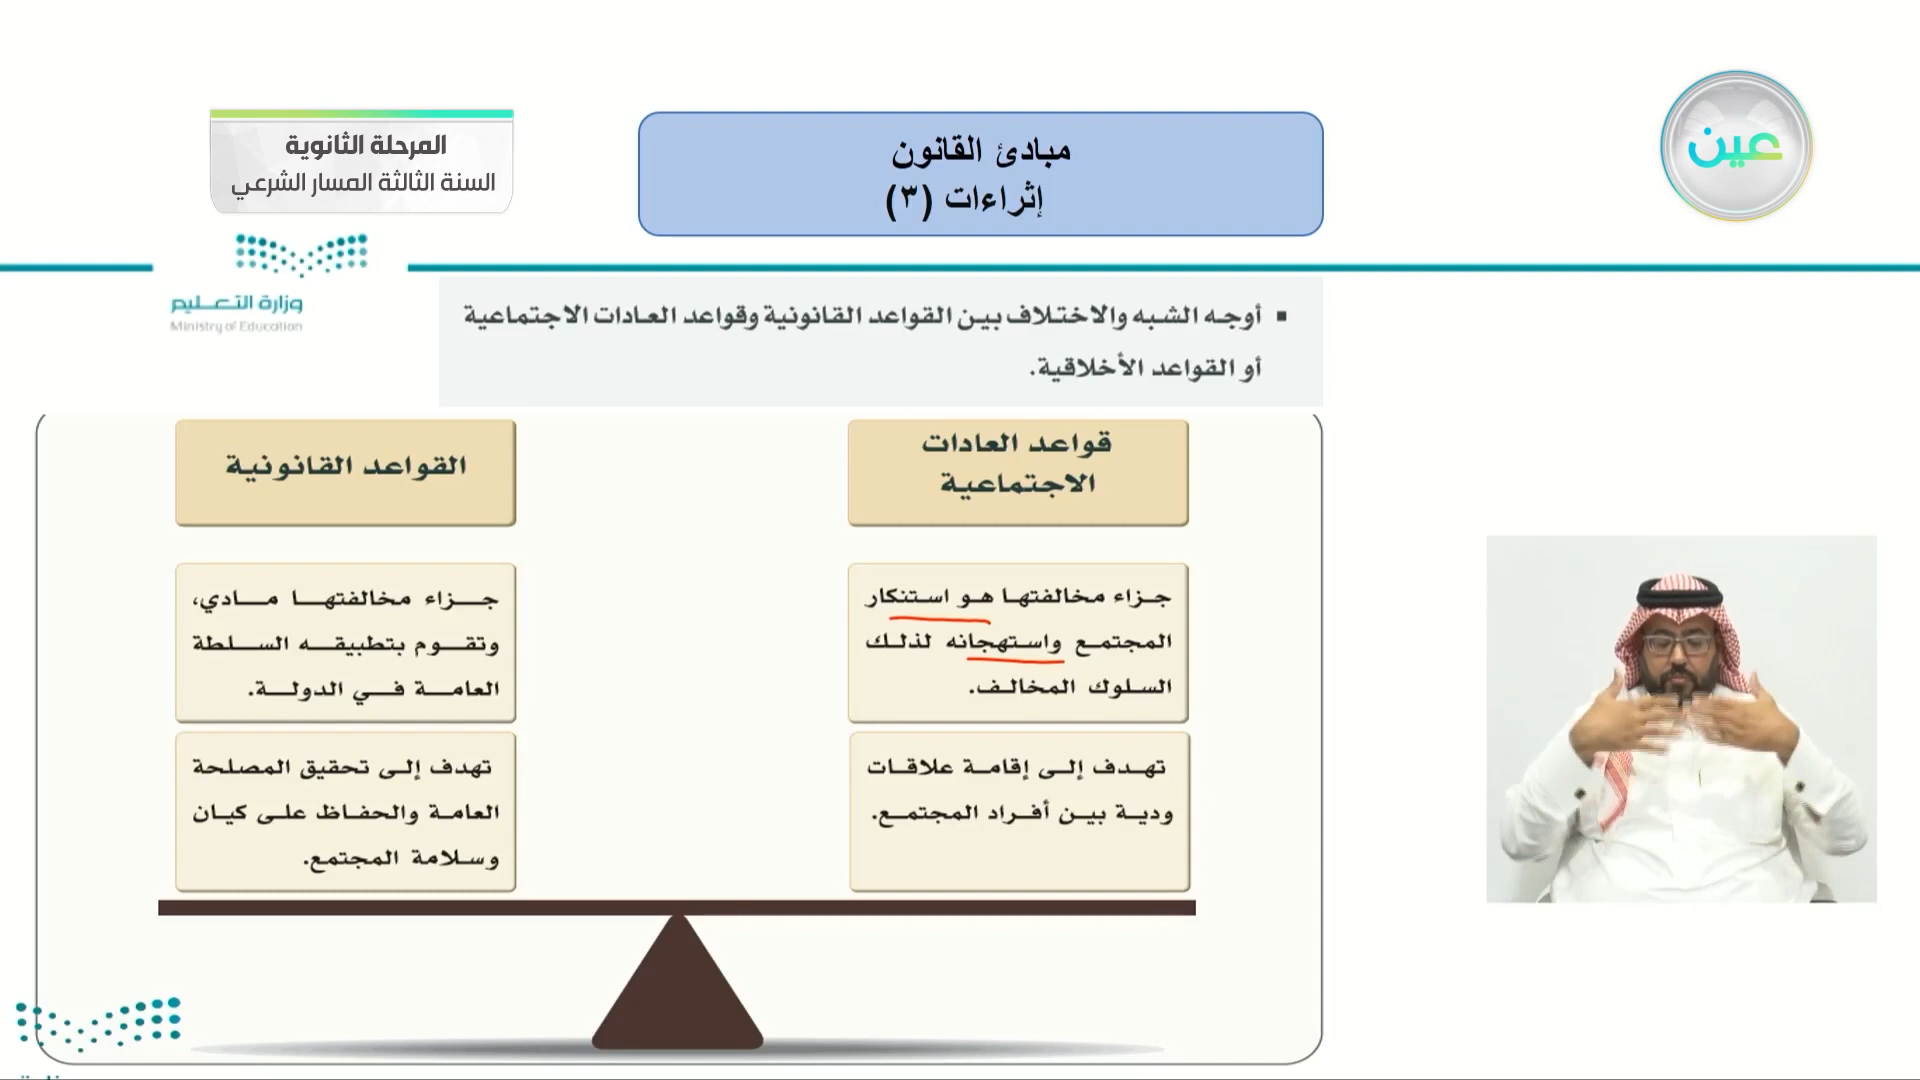 عين
مبادئ القانون
إثراءات (٣)
المرحلة الثانوية
السنة الثالثة المسار الشرعي
وزارة التعليم
Ministry of Education
▪ أوجه الشبه والاختلاف بين القواعد القانونية وقواعد العادات الاجتماعية
أو القواعد الأخلاقية.
قواعد العادات
الاجتماعية
جزاء مخالفتها هو استنكار
المجتمع واستهجانه لذلك
السلوك المخالف.
تهدف إلى إقامة علاقات
ودية بين أفراد المجتمع.
القواعد القانونية
جزاء مخالفتها مادي،
وتقوم بتطبيقه السلطة
العامة في الدولة.
تهدف إلى تحقيق المصلحة
العامة والحفاظ على كيان
وسلامة المجتمع.